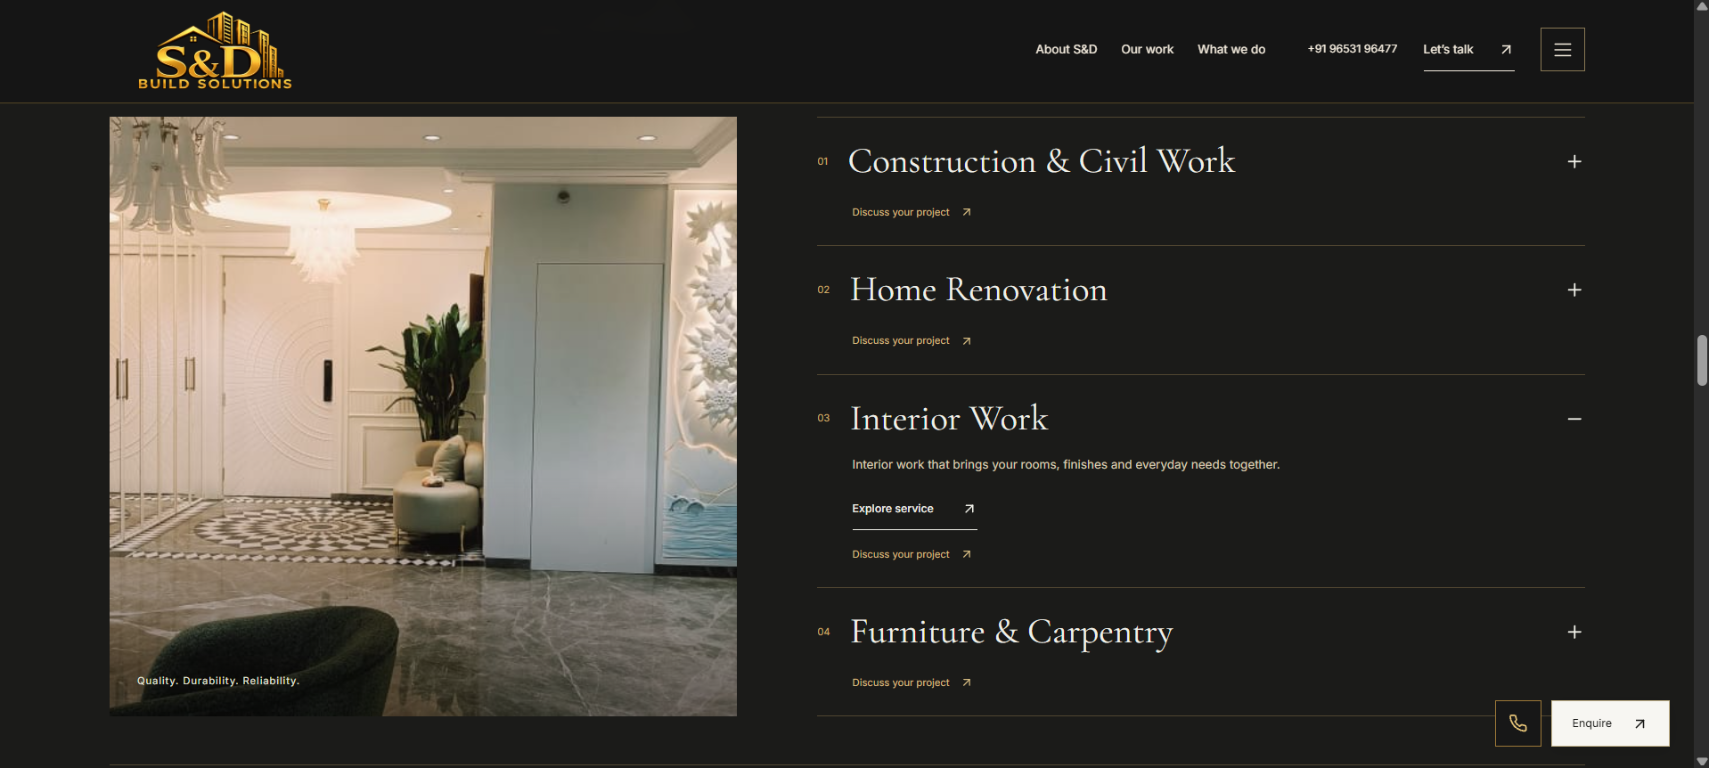 S&D
BUILD SOLUTIONS
About S&D
Our work
What we do
+91 96531 96477
Let's talk
01
Construction & Civil Work
Discuss your project
02
Home Renovation
Discuss your project
03
Interior Work
Interior work that brings your rooms, finishes and everyday needs together.
Explore service
Discuss your project
04
Furniture & Carpentry
Discuss your project
Quality. Durability. Reliability.
Enquire